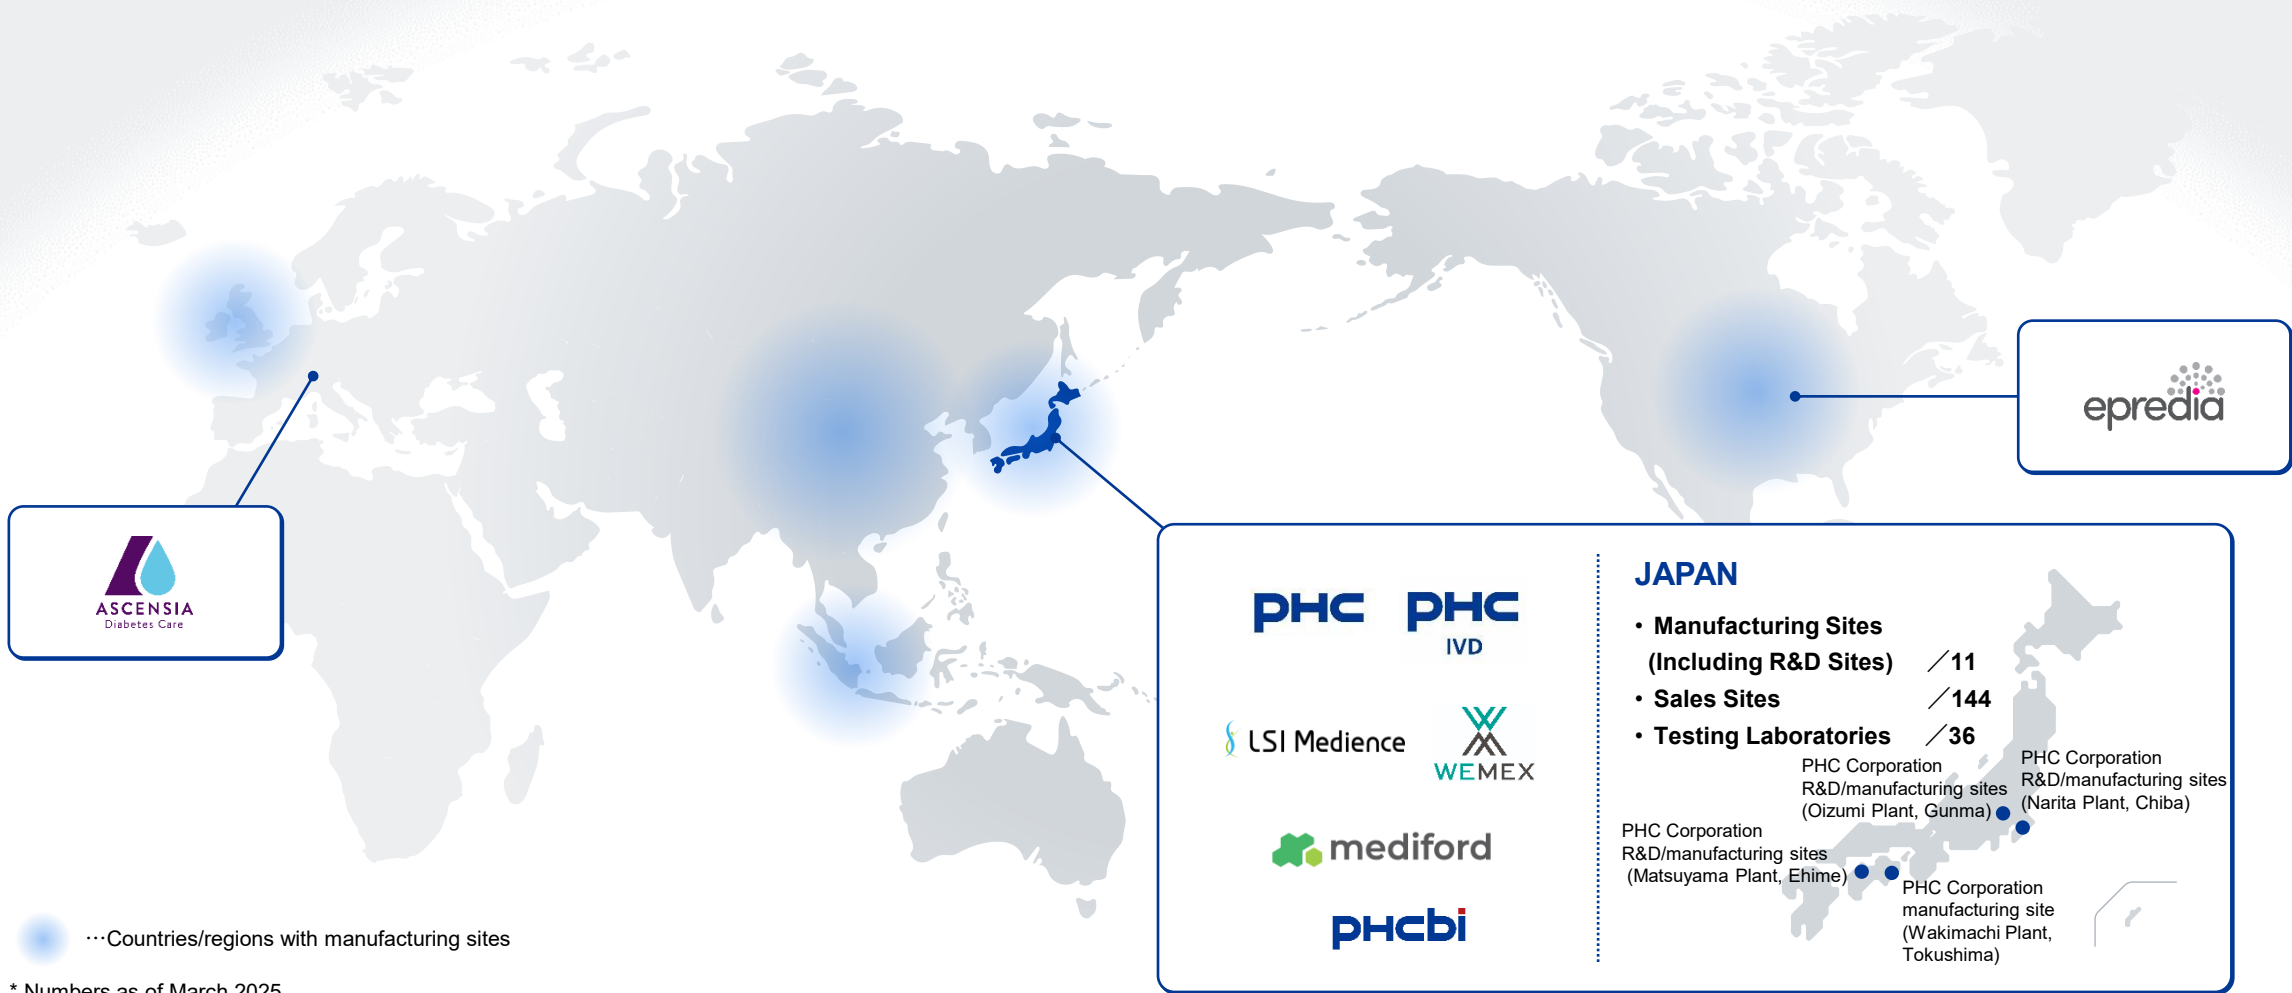 ASCENSIA
Diabetes Care
epredia
PHC
PHC
IVD
LSI Medience
WEMEX
mediford
PHCbi
JAPAN
・ Manufacturing Sites
(Including R&D Sites) ／11
・ Sales Sites ／144
・ Testing Laboratories ／36
PHC Corporation
R&D/manufacturing sites
(Oizumi Plant, Gunma)
PHC Corporation
R&D/manufacturing sites
(Narita Plant, Chiba)
PHC Corporation
R&D/manufacturing sites
(Matsuyama Plant, Ehime)
PHC Corporation
manufacturing site
(Wakimachi Plant,
Tokushima)
…Countries/regions with manufacturing sites
* Numbers as of March 2025